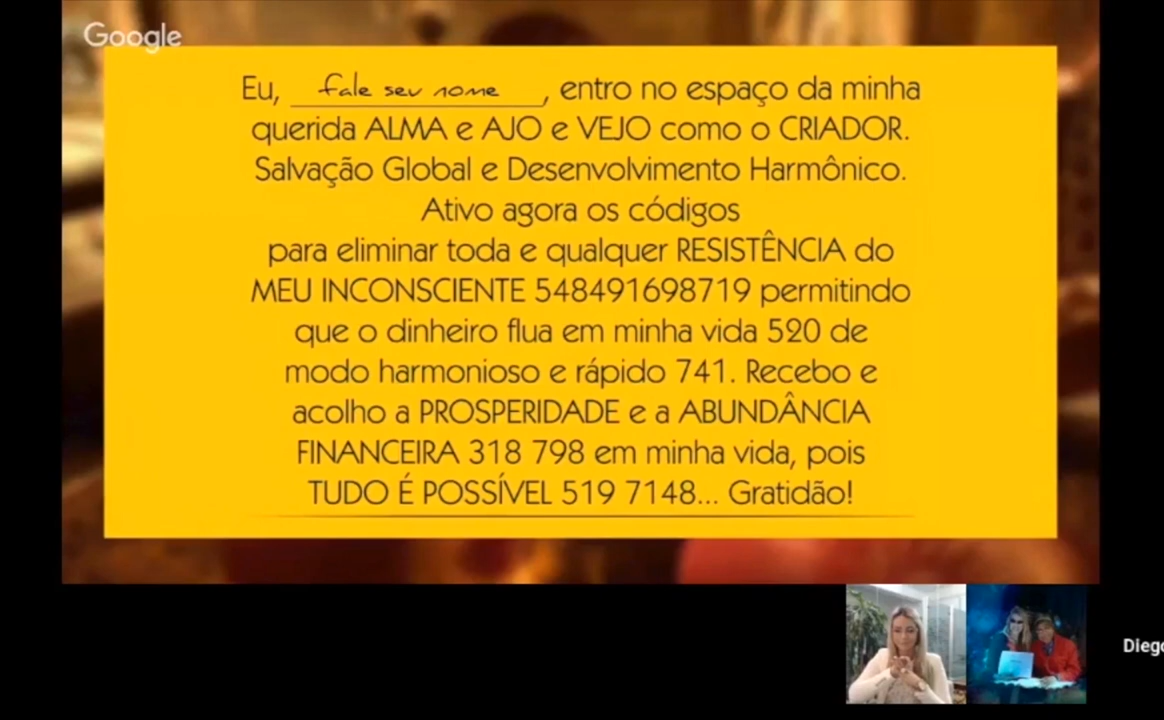 Google
Eu, fale seu nome, entro no espaço da minha
querida ALMA e AJO e VEJO como o CRIADOR.
Salvação Global e Desenvolvimento Harmônico.
Ativo agora os códigos
para eliminar toda e qualquer RESISTÊNCIA do
MEU INCONSCIENTE 548491698719 permitindo
que o dinheiro flua em minha vida 520 de
modo harmonioso e rápido 741. Recebo e
acolho a PROSPERIDADE e a ABUNDÂNCIA
FINANCEIRA 318 798 em minha vida, pois
TUDO É POSSÍVEL 519 7148... Gratidão!
Diego